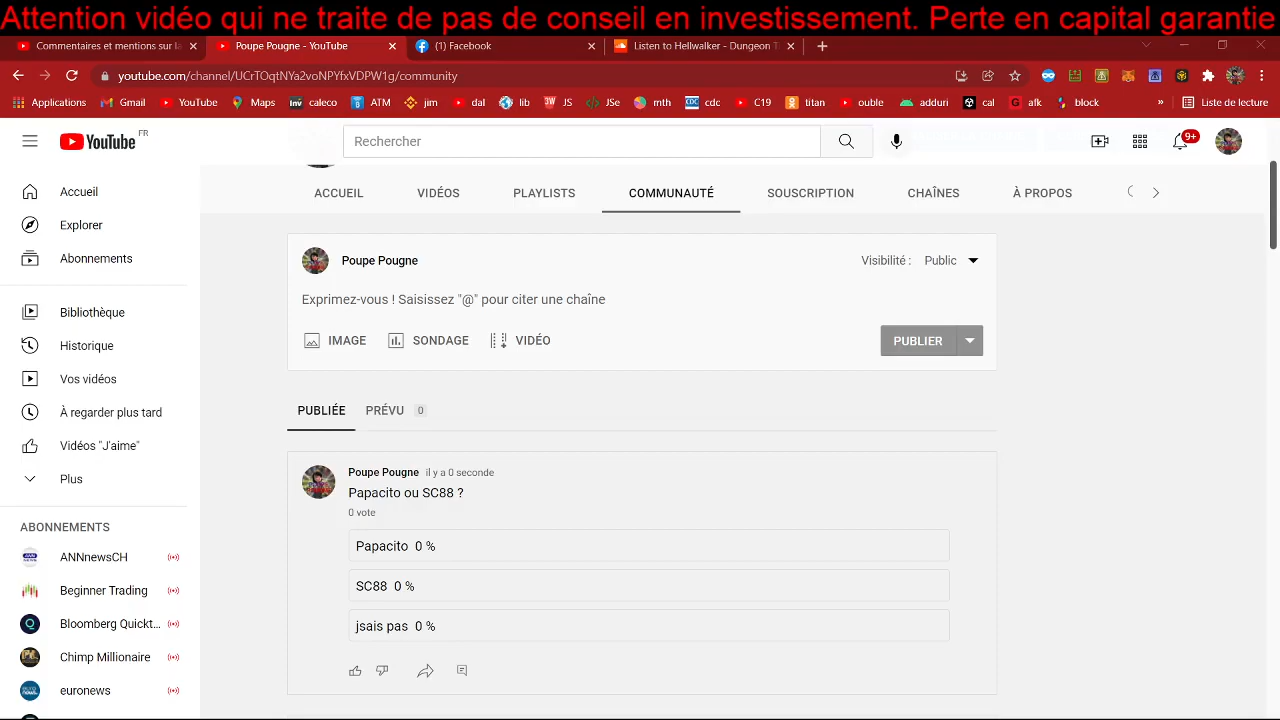 Attention vidéo qui ne traite de pas de conseil en investissement. Perte en capital garantie
Commentaires et mentions sur la
Poupe Pougne - YouTube
(1) Facebook
Listen to Hellwalker - Dungeon T
youtube.com/channel/UCrTOqtNYa2voNPYfxVDPW1g/community
Applications Gmail YouTube Maps caleco ATM jim dal lib JS JSe mth cdc C19 titan ouble adduri cal afk block » Liste de lecture
YouTube FR
Rechercher
9+
Accueil
Explorer
Abonnements
Bibliothèque
Historique
Vos vidéos
À regarder plus tard
Vidéos "J'aime"
Plus
ABONNEMENTS
ANNnewsCH
Beginner Trading
Bloomberg Quickt...
Chimp Millionaire
euronews
ACCUEIL VIDÉOS PLAYLISTS COMMUNAUTÉ SOUSCRIPTION CHAÎNES À PROPOS
Poupe Pougne
Visibilité : Public
Exprimez-vous ! Saisissez "@" pour citer une chaîne
IMAGE SONDAGE VIDÉO
PUBLIER
PUBLIÉE PRÉVU 0
Poupe Pougne il y a 0 seconde
Papacito ou SC88 ?
0 vote
Papacito 0 %
SC88 0 %
jsais pas 0 %